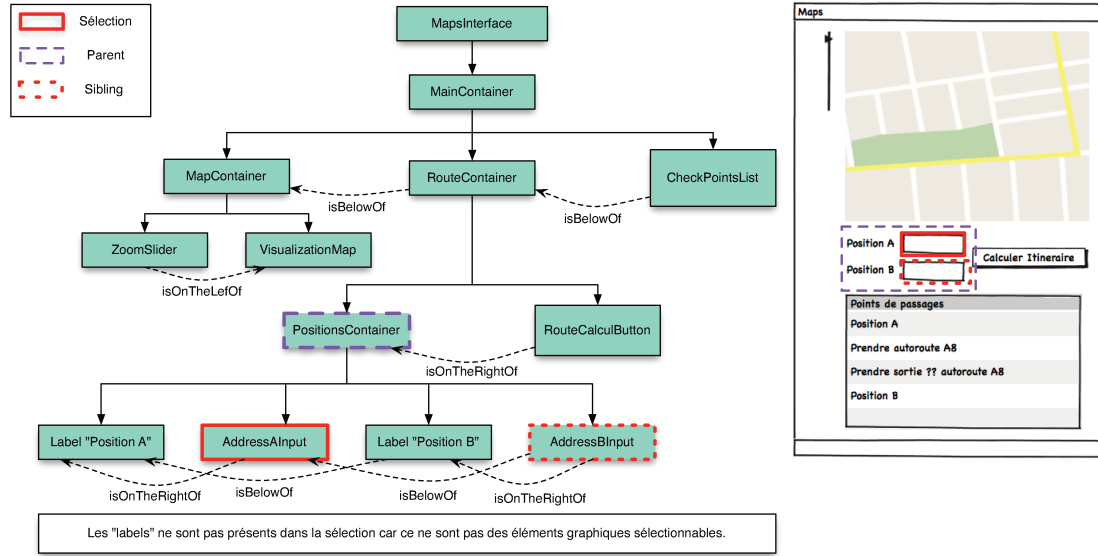 Sélection
Parent
Sibling
MapsInterface
MainContainer
MapContainer
RouteContainer
CheckPointsList
isBelowOf
isBelowOf
ZoomSlider
VisualizationMap
isOnTheLefOf
PositionsContainer
RouteCalculButton
isOnTheRightOf
Label "Position A"
AddressAInput
Label "Position B"
AddressBInput
isOnTheRightOf
isBelowOf
isBelowOf
isOnTheRightOf
Les "labels" ne sont pas présents dans la sélection car ce ne sont pas des éléments graphiques sélectionnables.
Maps
Position A
Position B
Calculer Itineraire
Points de passages
Position A
Prendre autoroute A8
Prendre sortie ?? autoroute A8
Position B